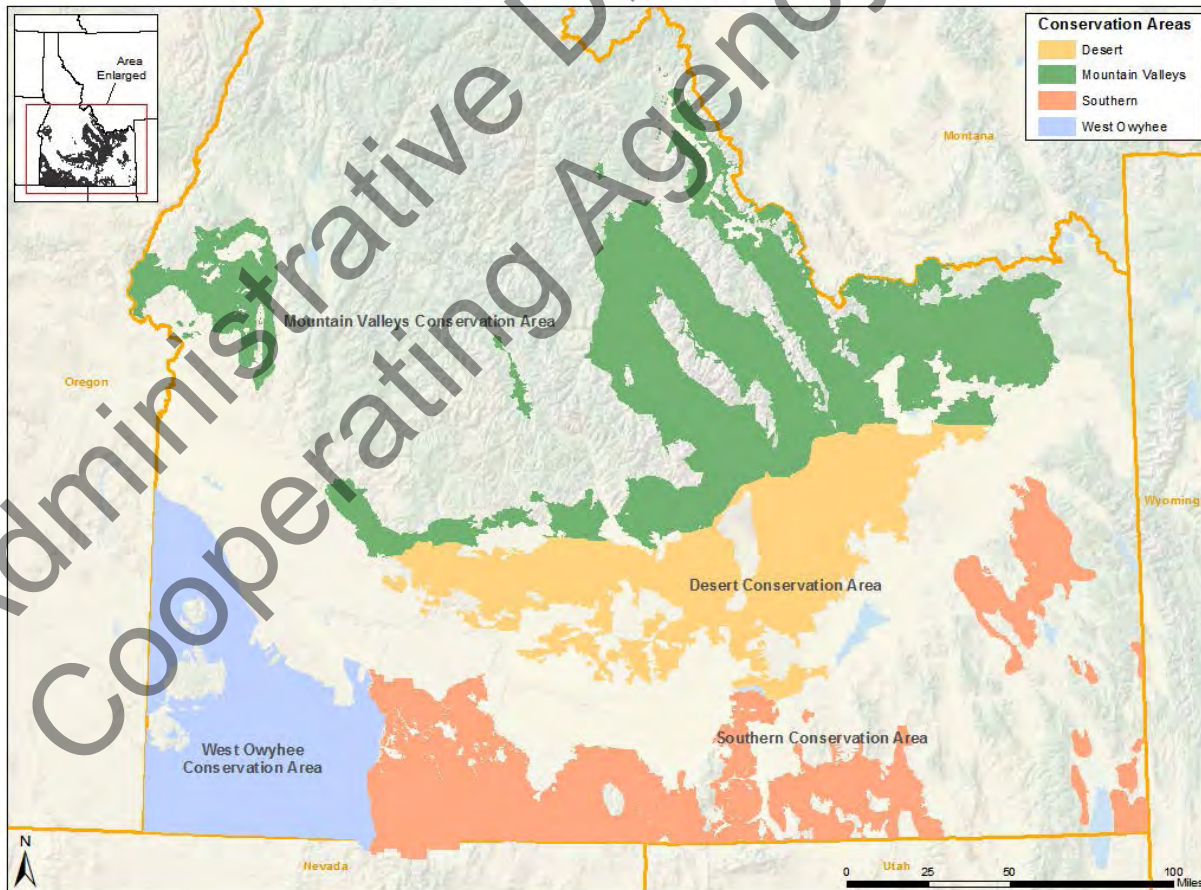 Area
Enlarged
Conservation Areas
Desert
Mountain Valleys
Southern
West Owyhee
Montana
Mountain Valleys Conservation Area
Oregon
Wyoming
Desert Conservation Area
Southern Conservation Area
West Owyhee
Conservation Area
N
Nevada
Utah
0 25 50 100
Miles
Administrative
Cooperating Agency